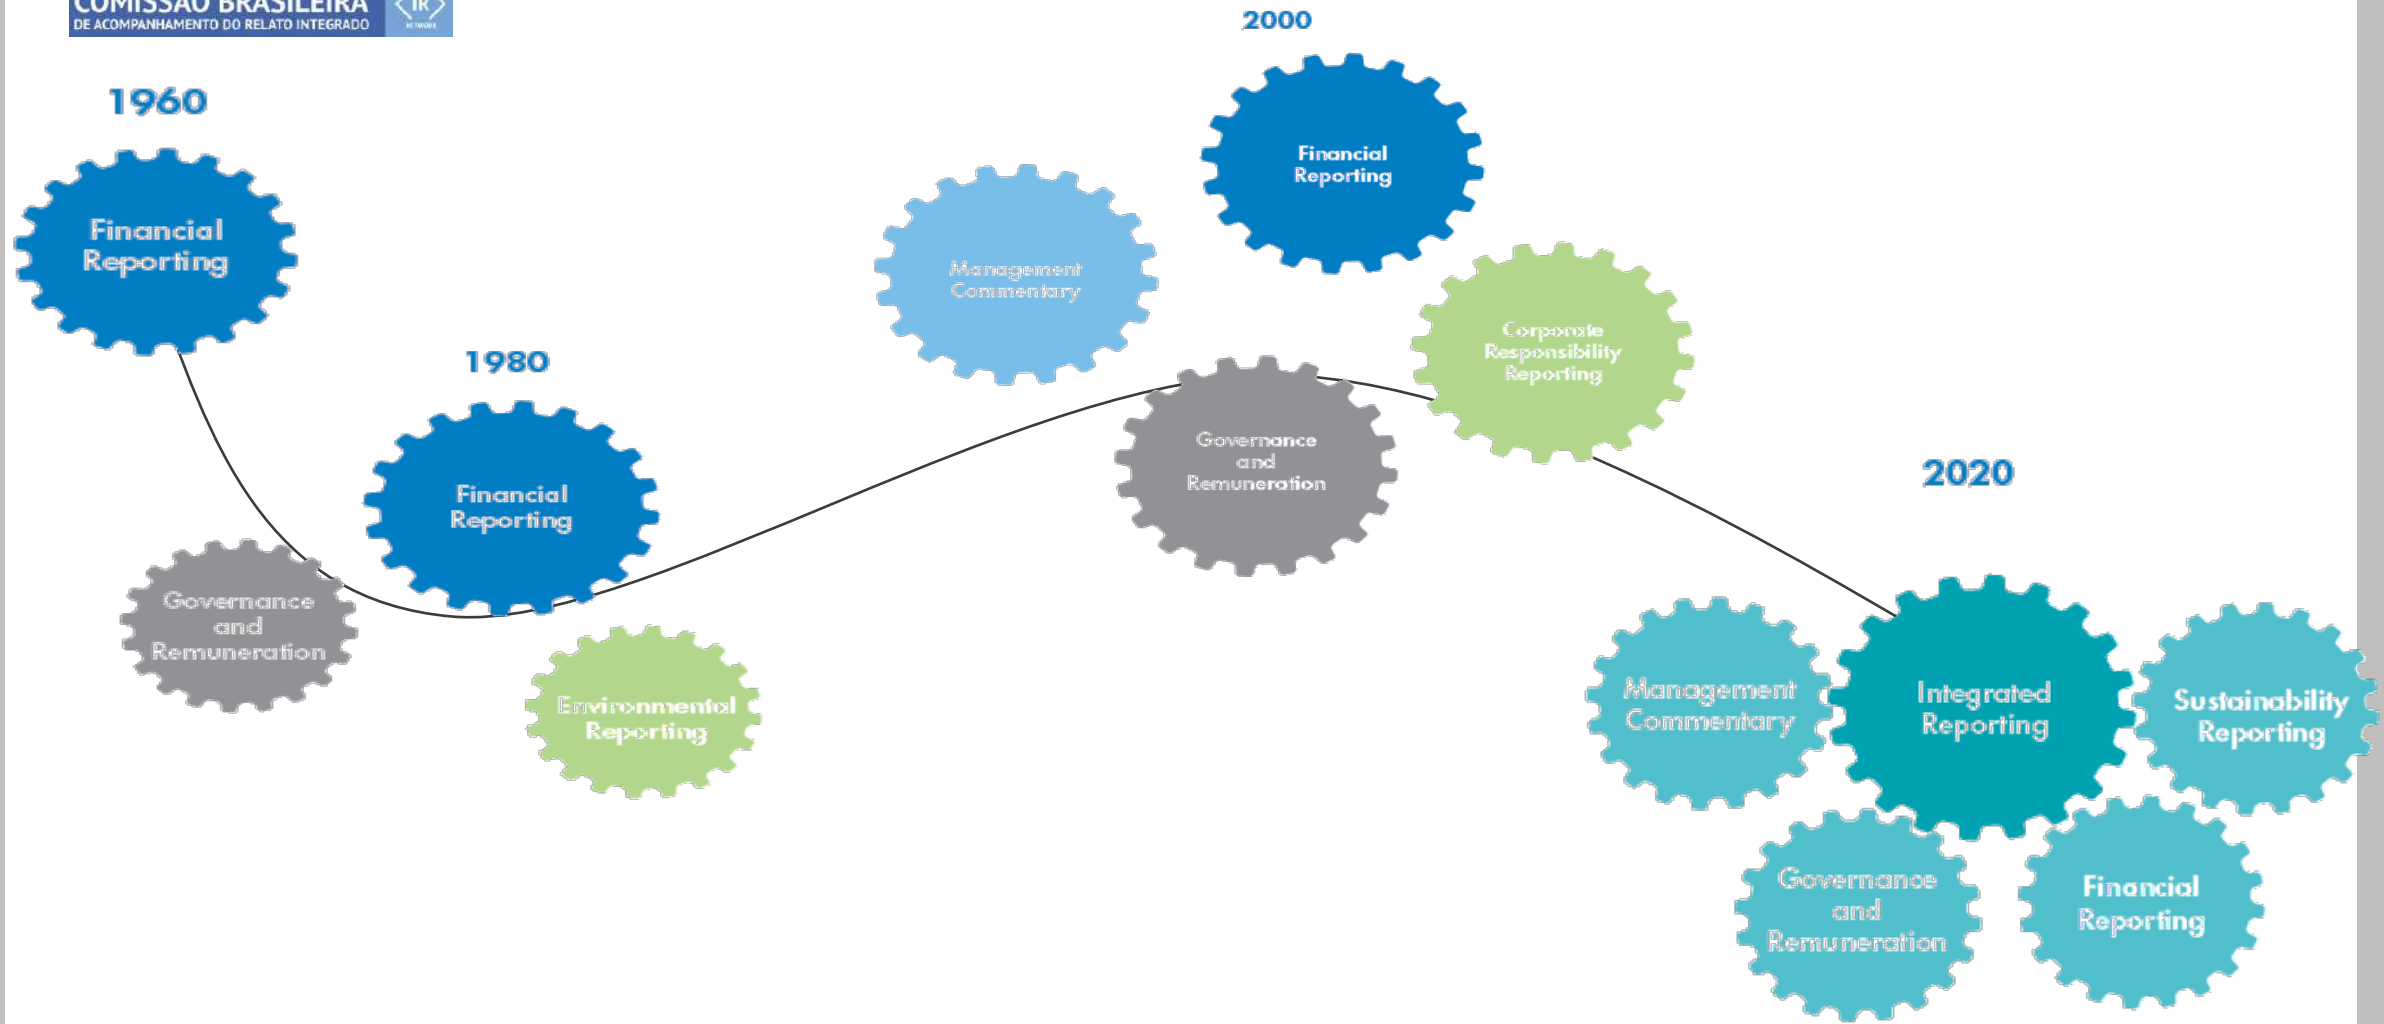 COMISSÃO BRASILEIRA
DE ACOMPANHAMENTO DO RELATO INTEGRADO
IR
NETWORK
1960
Financial
Reporting
1980
Financial
Reporting
Governance
and
Remuneration
Environmental
Reporting
2000
Financial
Reporting
Management
Commentary
Corporate
Responsibility
Reporting
Governance
and
Remuneration
2020
Management
Commentary
Integrated
Reporting
Sustainability
Reporting
Governance
and
Remuneration
Financial
Reporting